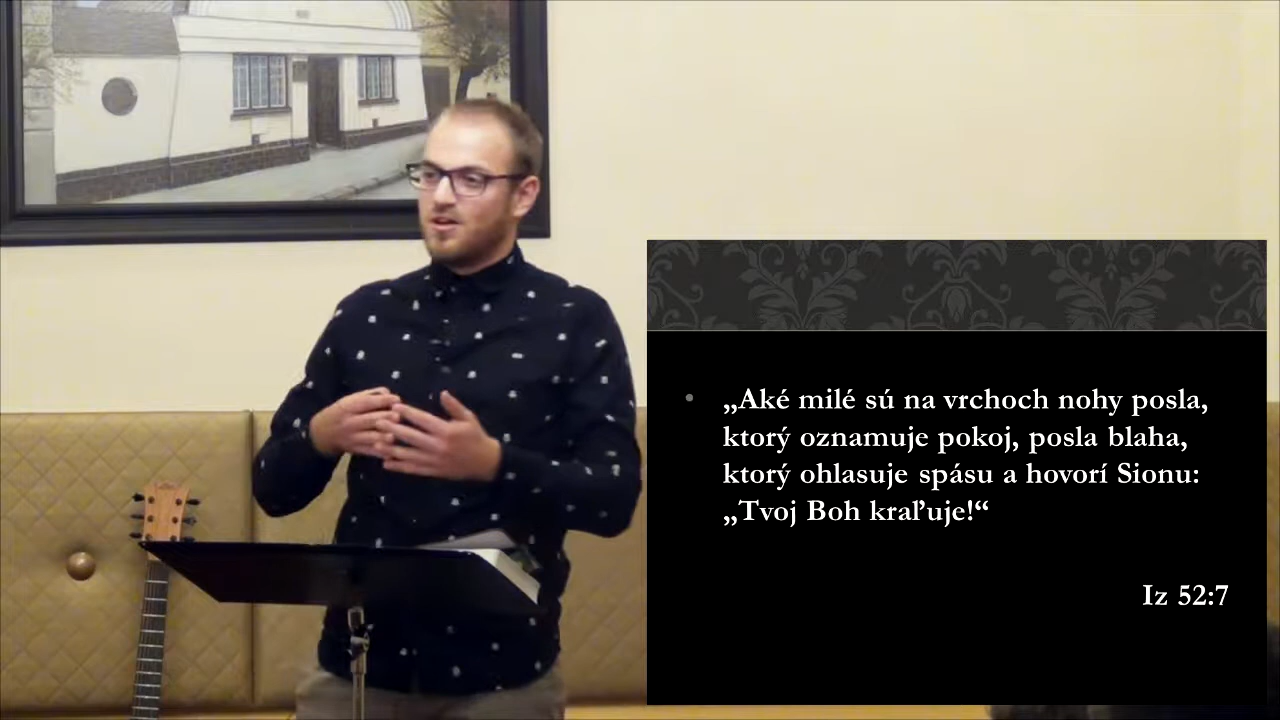 „Aké milé sú na vrchoch nohy posla,
ktorý oznamuje pokoj, posla blaha,
ktorý ohlasuje spásu a hovorí Sionu:
„Tvoj Boh kraľuje!“
Iz 52:7